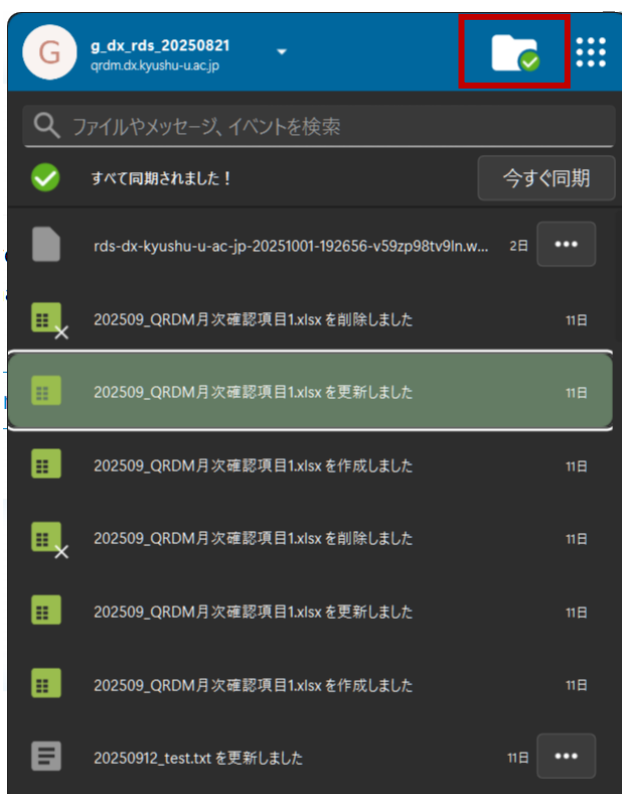 G
g_dx_rds_20250821
qrdm.dx.kyushu-u.ac.jp
ファイルやメッセージ、イベントを検索
すべて同期されました！
今すぐ同期
rds-dx-kyushu-u-ac-jp-20251001-192656-v59zp98tv9ln.w... 2日
202509_QRDM月次確認項目1.xlsx を削除しました 11日
202509_QRDM月次確認項目1.xlsx を更新しました 11日
202509_QRDM月次確認項目1.xlsx を作成しました 11日
202509_QRDM月次確認項目1.xlsx を削除しました 11日
202509_QRDM月次確認項目1.xlsx を更新しました 11日
202509_QRDM月次確認項目1.xlsx を作成しました 11日
20250912_test.txt を更新しました 11日